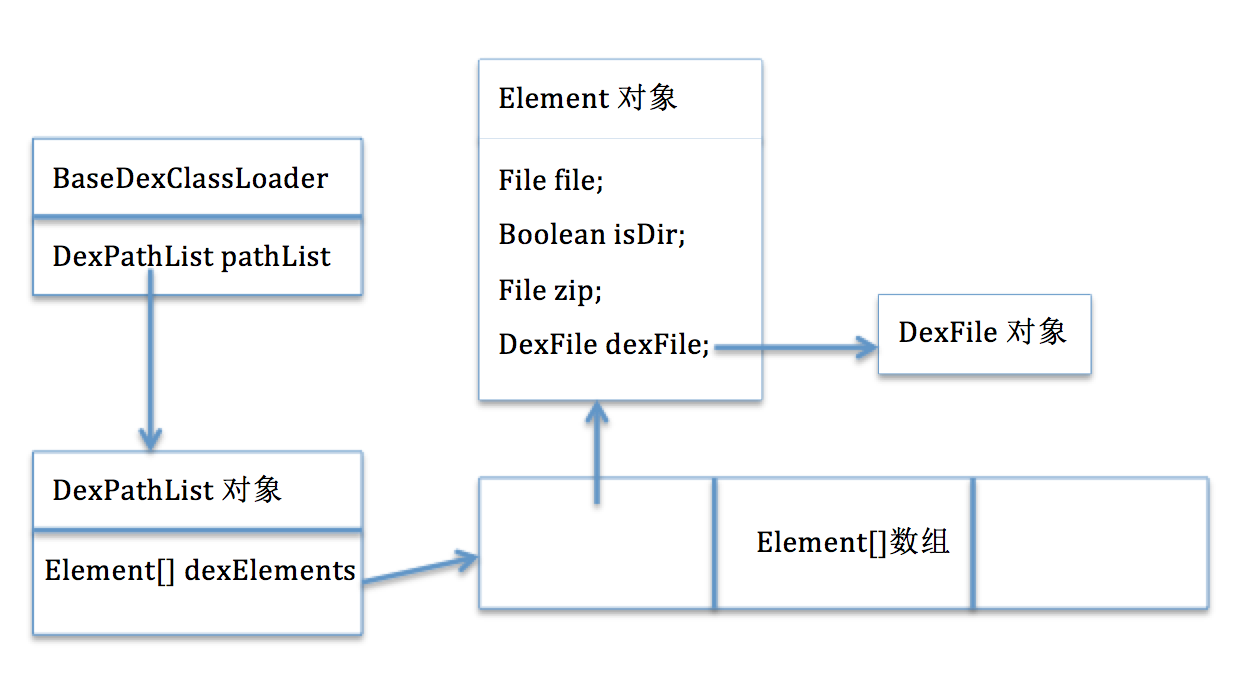 BaseDexClassLoader
DexPathList pathList
DexPathList 对象
Element[] dexElements
Element 对象
File file;
Boolean isDir;
File zip;
DexFile dexFile;
DexFile 对象
Element[]数组